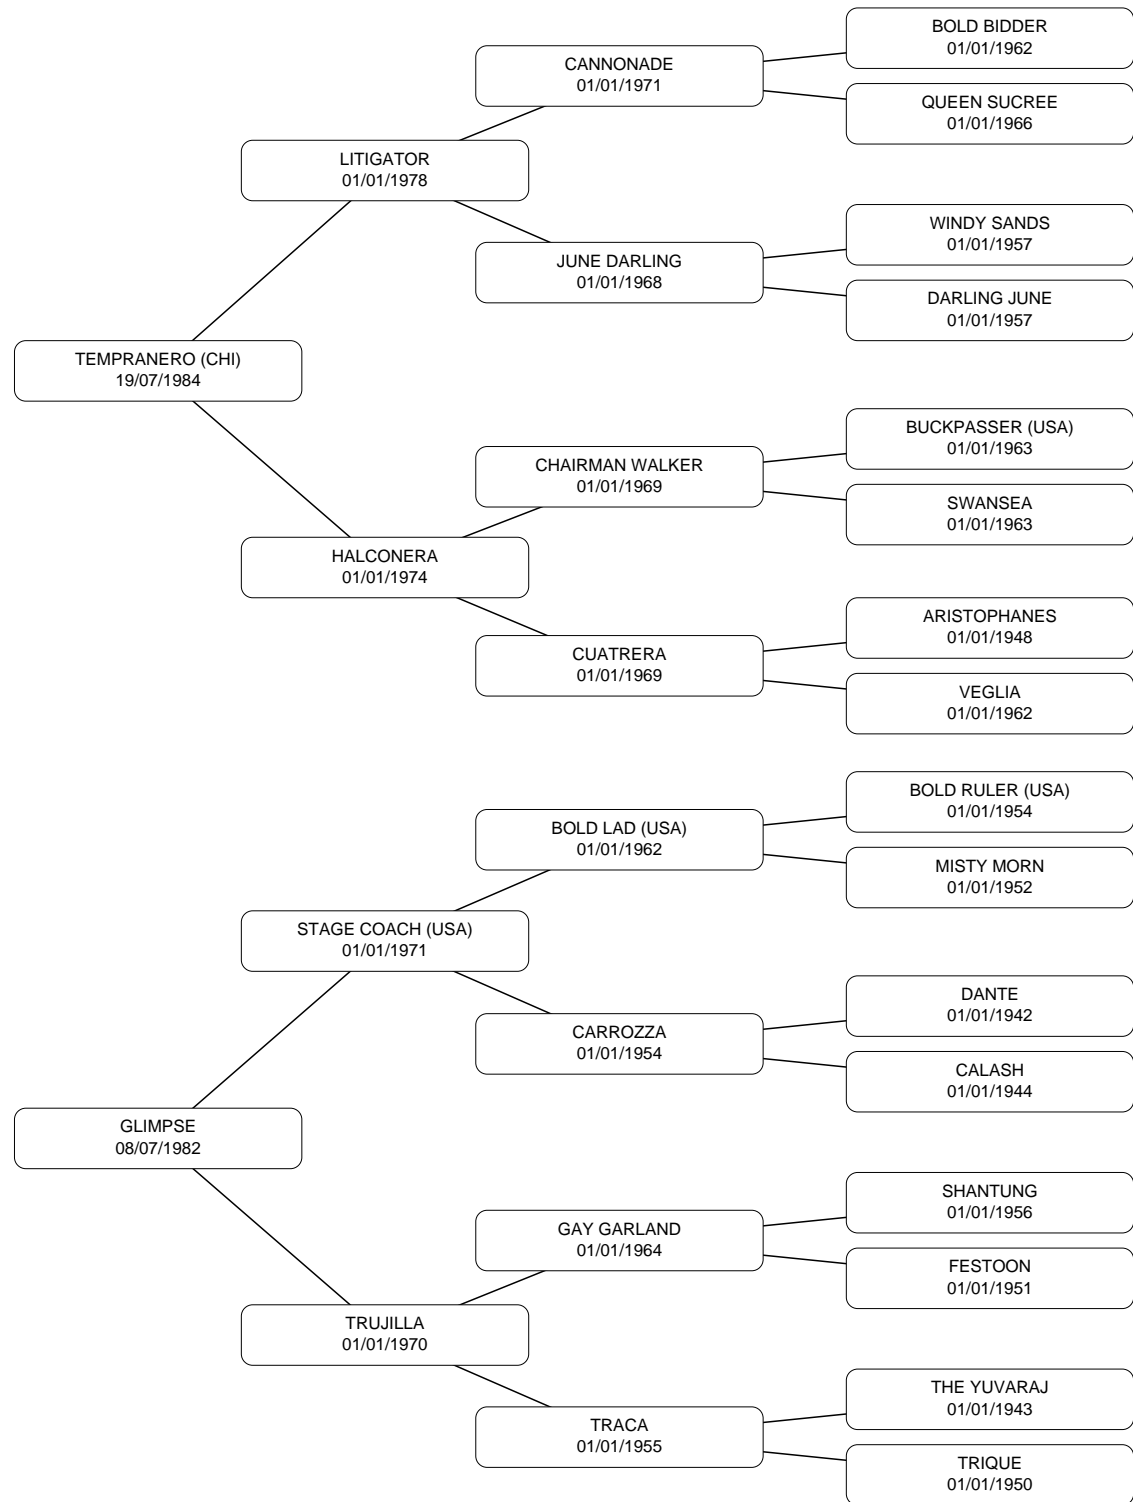 BOLD BIDDER
01/01/1962
CANNONADE
01/01/1971
QUEEN SUCREE
01/01/1966
LITIGATOR
01/01/1978
WINDY SANDS
01/01/1957
JUNE DARLING
01/01/1968
DARLING JUNE
01/01/1957
TEMPRANERO (CHI)
19/07/1984
BUCKPASSER (USA)
01/01/1963
CHAIRMAN WALKER
01/01/1969
SWANSEA
01/01/1963
HALCONERA
01/01/1974
ARISTOPHANES
01/01/1948
CUATRERA
01/01/1969
VEGLIA
01/01/1962
BOLD RULER (USA)
01/01/1954
BOLD LAD (USA)
01/01/1962
MISTY MORN
01/01/1952
STAGE COACH (USA)
01/01/1971
DANTE
01/01/1942
CARROZZA
01/01/1954
CALASH
01/01/1944
GLIMPSE
08/07/1982
SHANTUNG
01/01/1956
GAY GARLAND
01/01/1964
FESTOON
01/01/1951
TRUJILLA
01/01/1970
THE YUVARAJ
01/01/1943
TRACA
01/01/1955
TRIQUE
01/01/1950